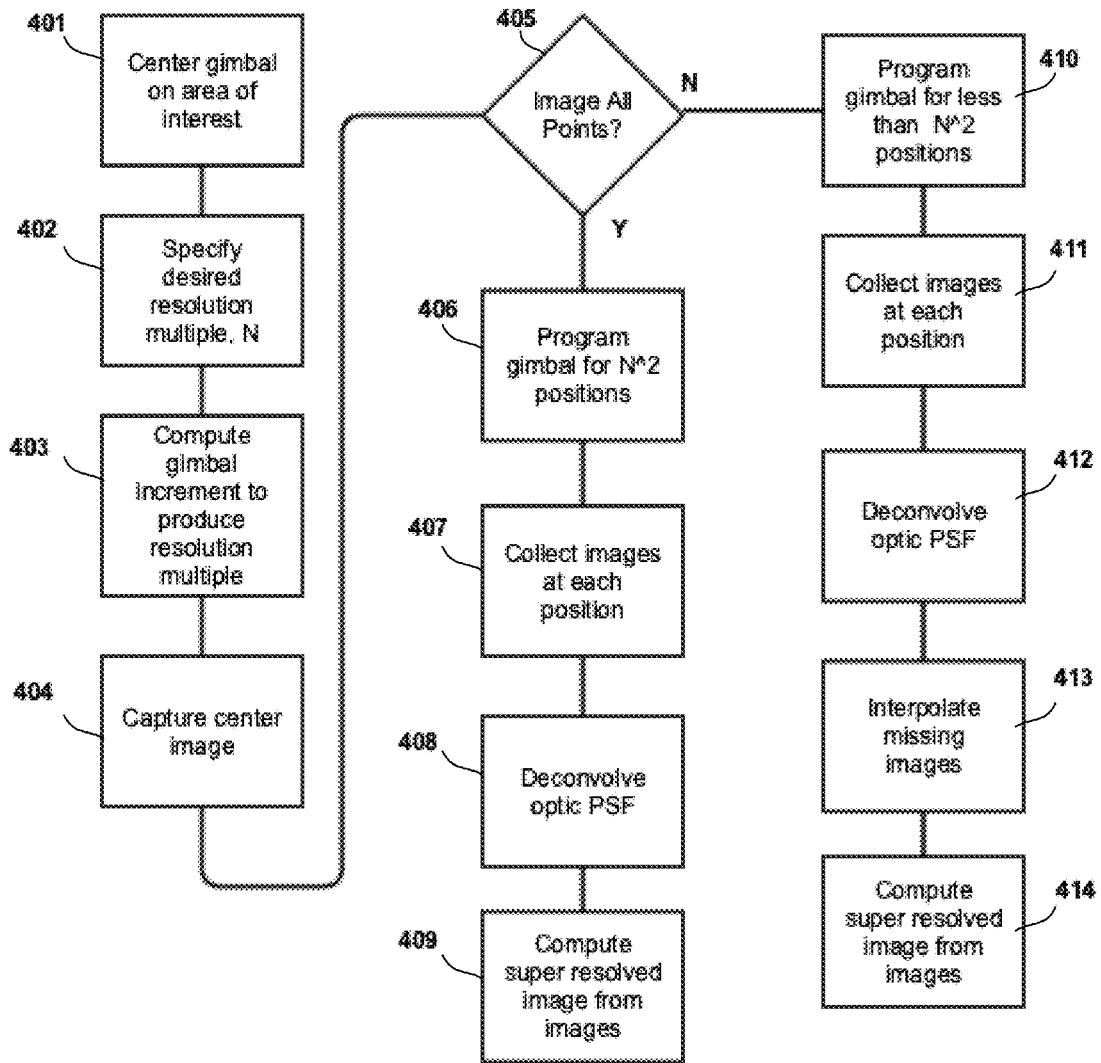 401
Center gimbal
on area of
interest
402
Specify
desired
resolution
multiple, N
403
Compute
gimbal
increment to
produce
resolution
multiple
404
Capture center
image
405
Image All
Points?
N
Y
406
Program
gimbal for N^2
positions
407
Collect images
at each
position
408
Deconvolve
optic PSF
409
Compute
super resolved
image from
images
410
Program
gimbal for less
than N^2
positions
411
Collect images
at each
position
412
Deconvolve
optic PSF
413
Interpolate
missing
images
414
Compute
super resolved
image from
images